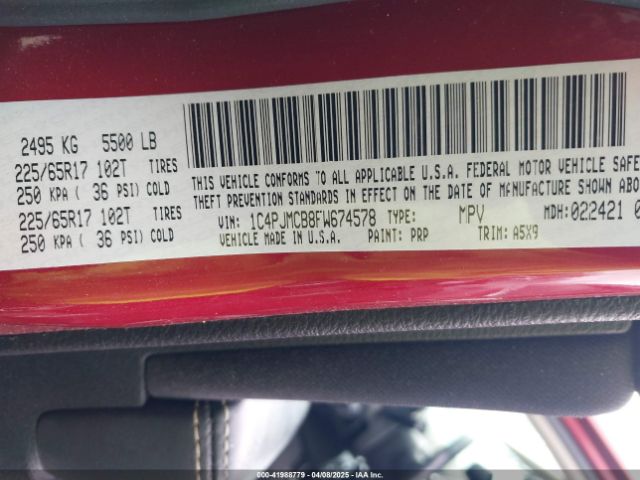 2495 KG 5500 LB
225/65R17 102T TIRES
250 KPA ( 36 PSI) COLD
225/65R17 102T TIRES
250 KPA ( 36 PSI) COLD
THIS VEHICLE CONFORMS TO ALL APPLICABLE U.S.A. FEDERAL MOTOR VEHICLE SAFE
THEFT PREVENTION STANDARDS IN EFFECT ON THE DATE OF MANUFACTURE SHOWN ABO
VIN: 1C4PJMCB8FW674578 TYPE: MPV MDH:022421 0
VEHICLE MADE IN U.S.A. PAINT: PRP TRIM: A5X9
000-41988779 - 04/08/2025 - IAA Inc.